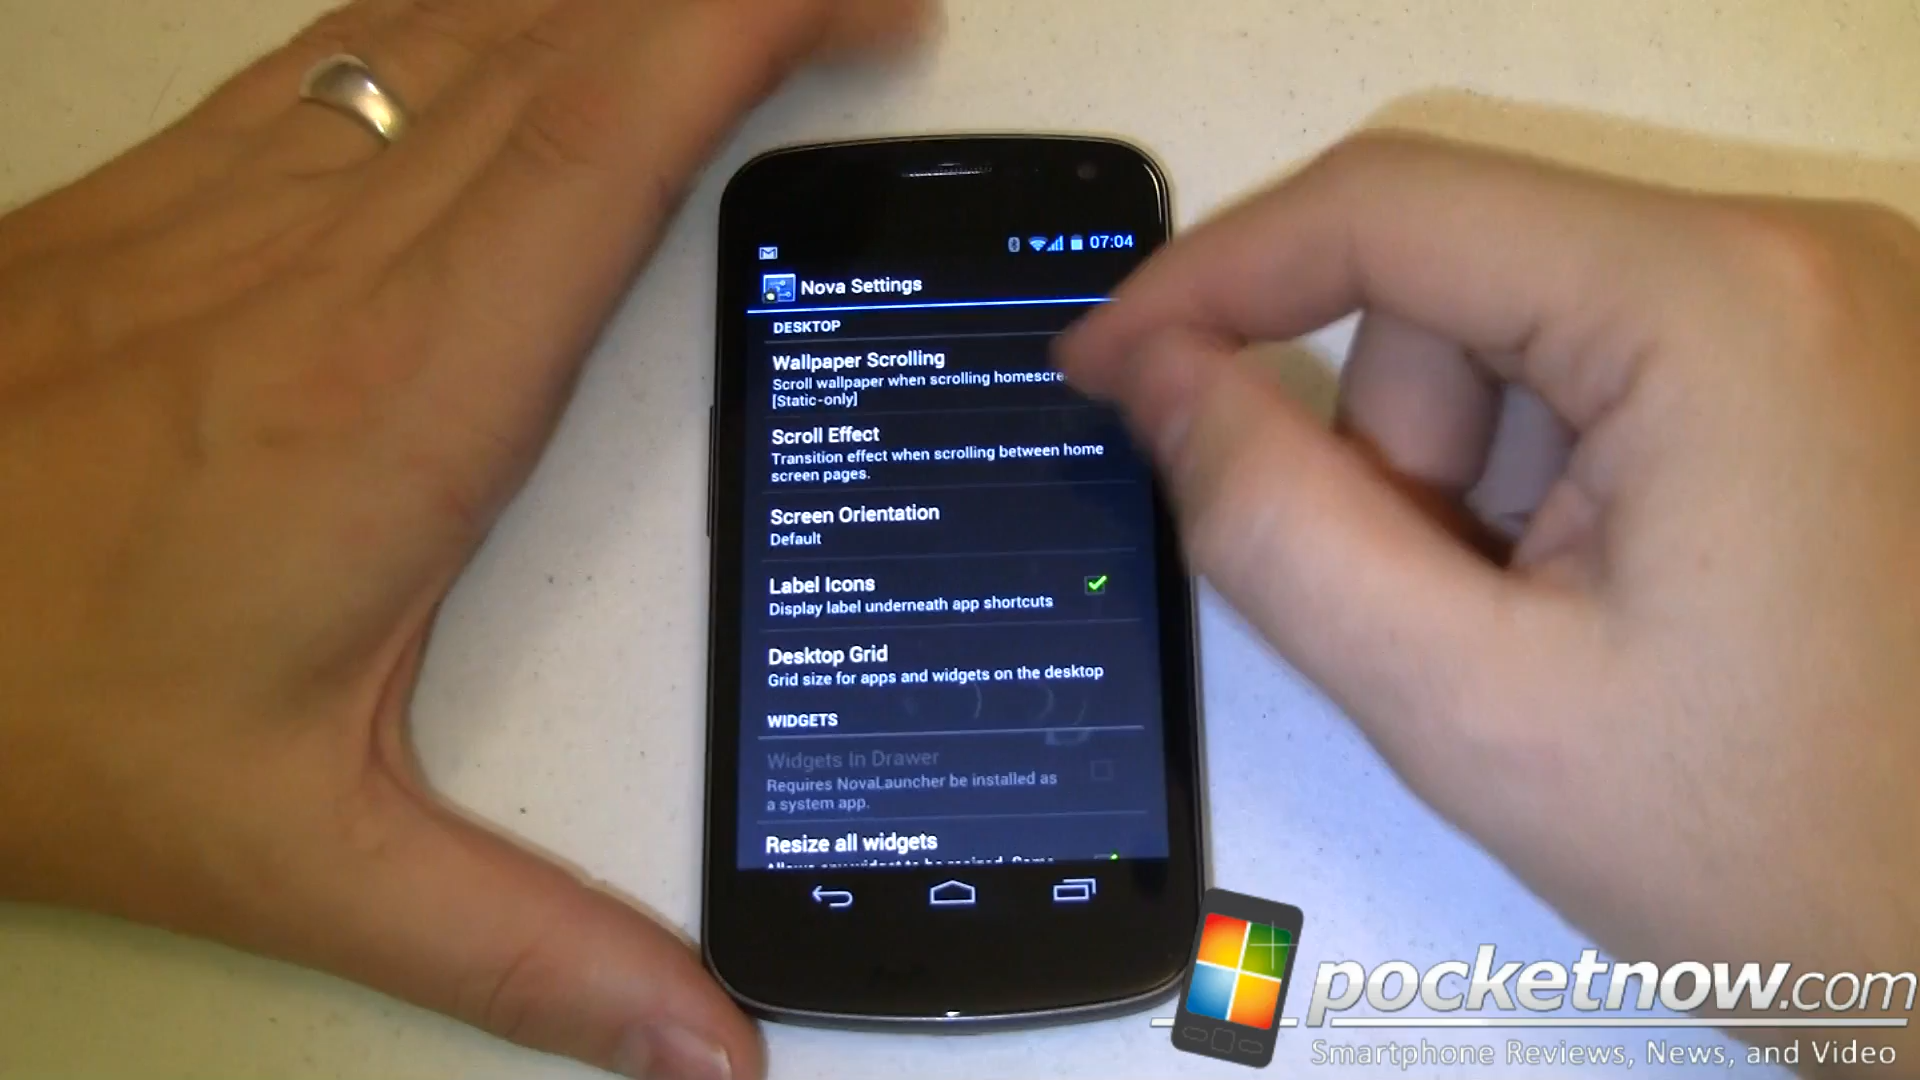 07:04
Nova Settings
DESKTOP
Wallpaper Scrolling
Scroll wallpaper when scrolling
[Static-only]
Scroll Effect
Transition effect when scrolling between home
screen pages.
Screen Orientation
Default
Label Icons
Display label underneath app shortcuts
Desktop Grid
Grid size for apps and widgets on the desktop
WIDGETS
Widgets In Drawer
Requires NovaLauncher be installed as
a system app.
Resize all widgets
pocketnow.com
Smartphone Reviews, News, and Video